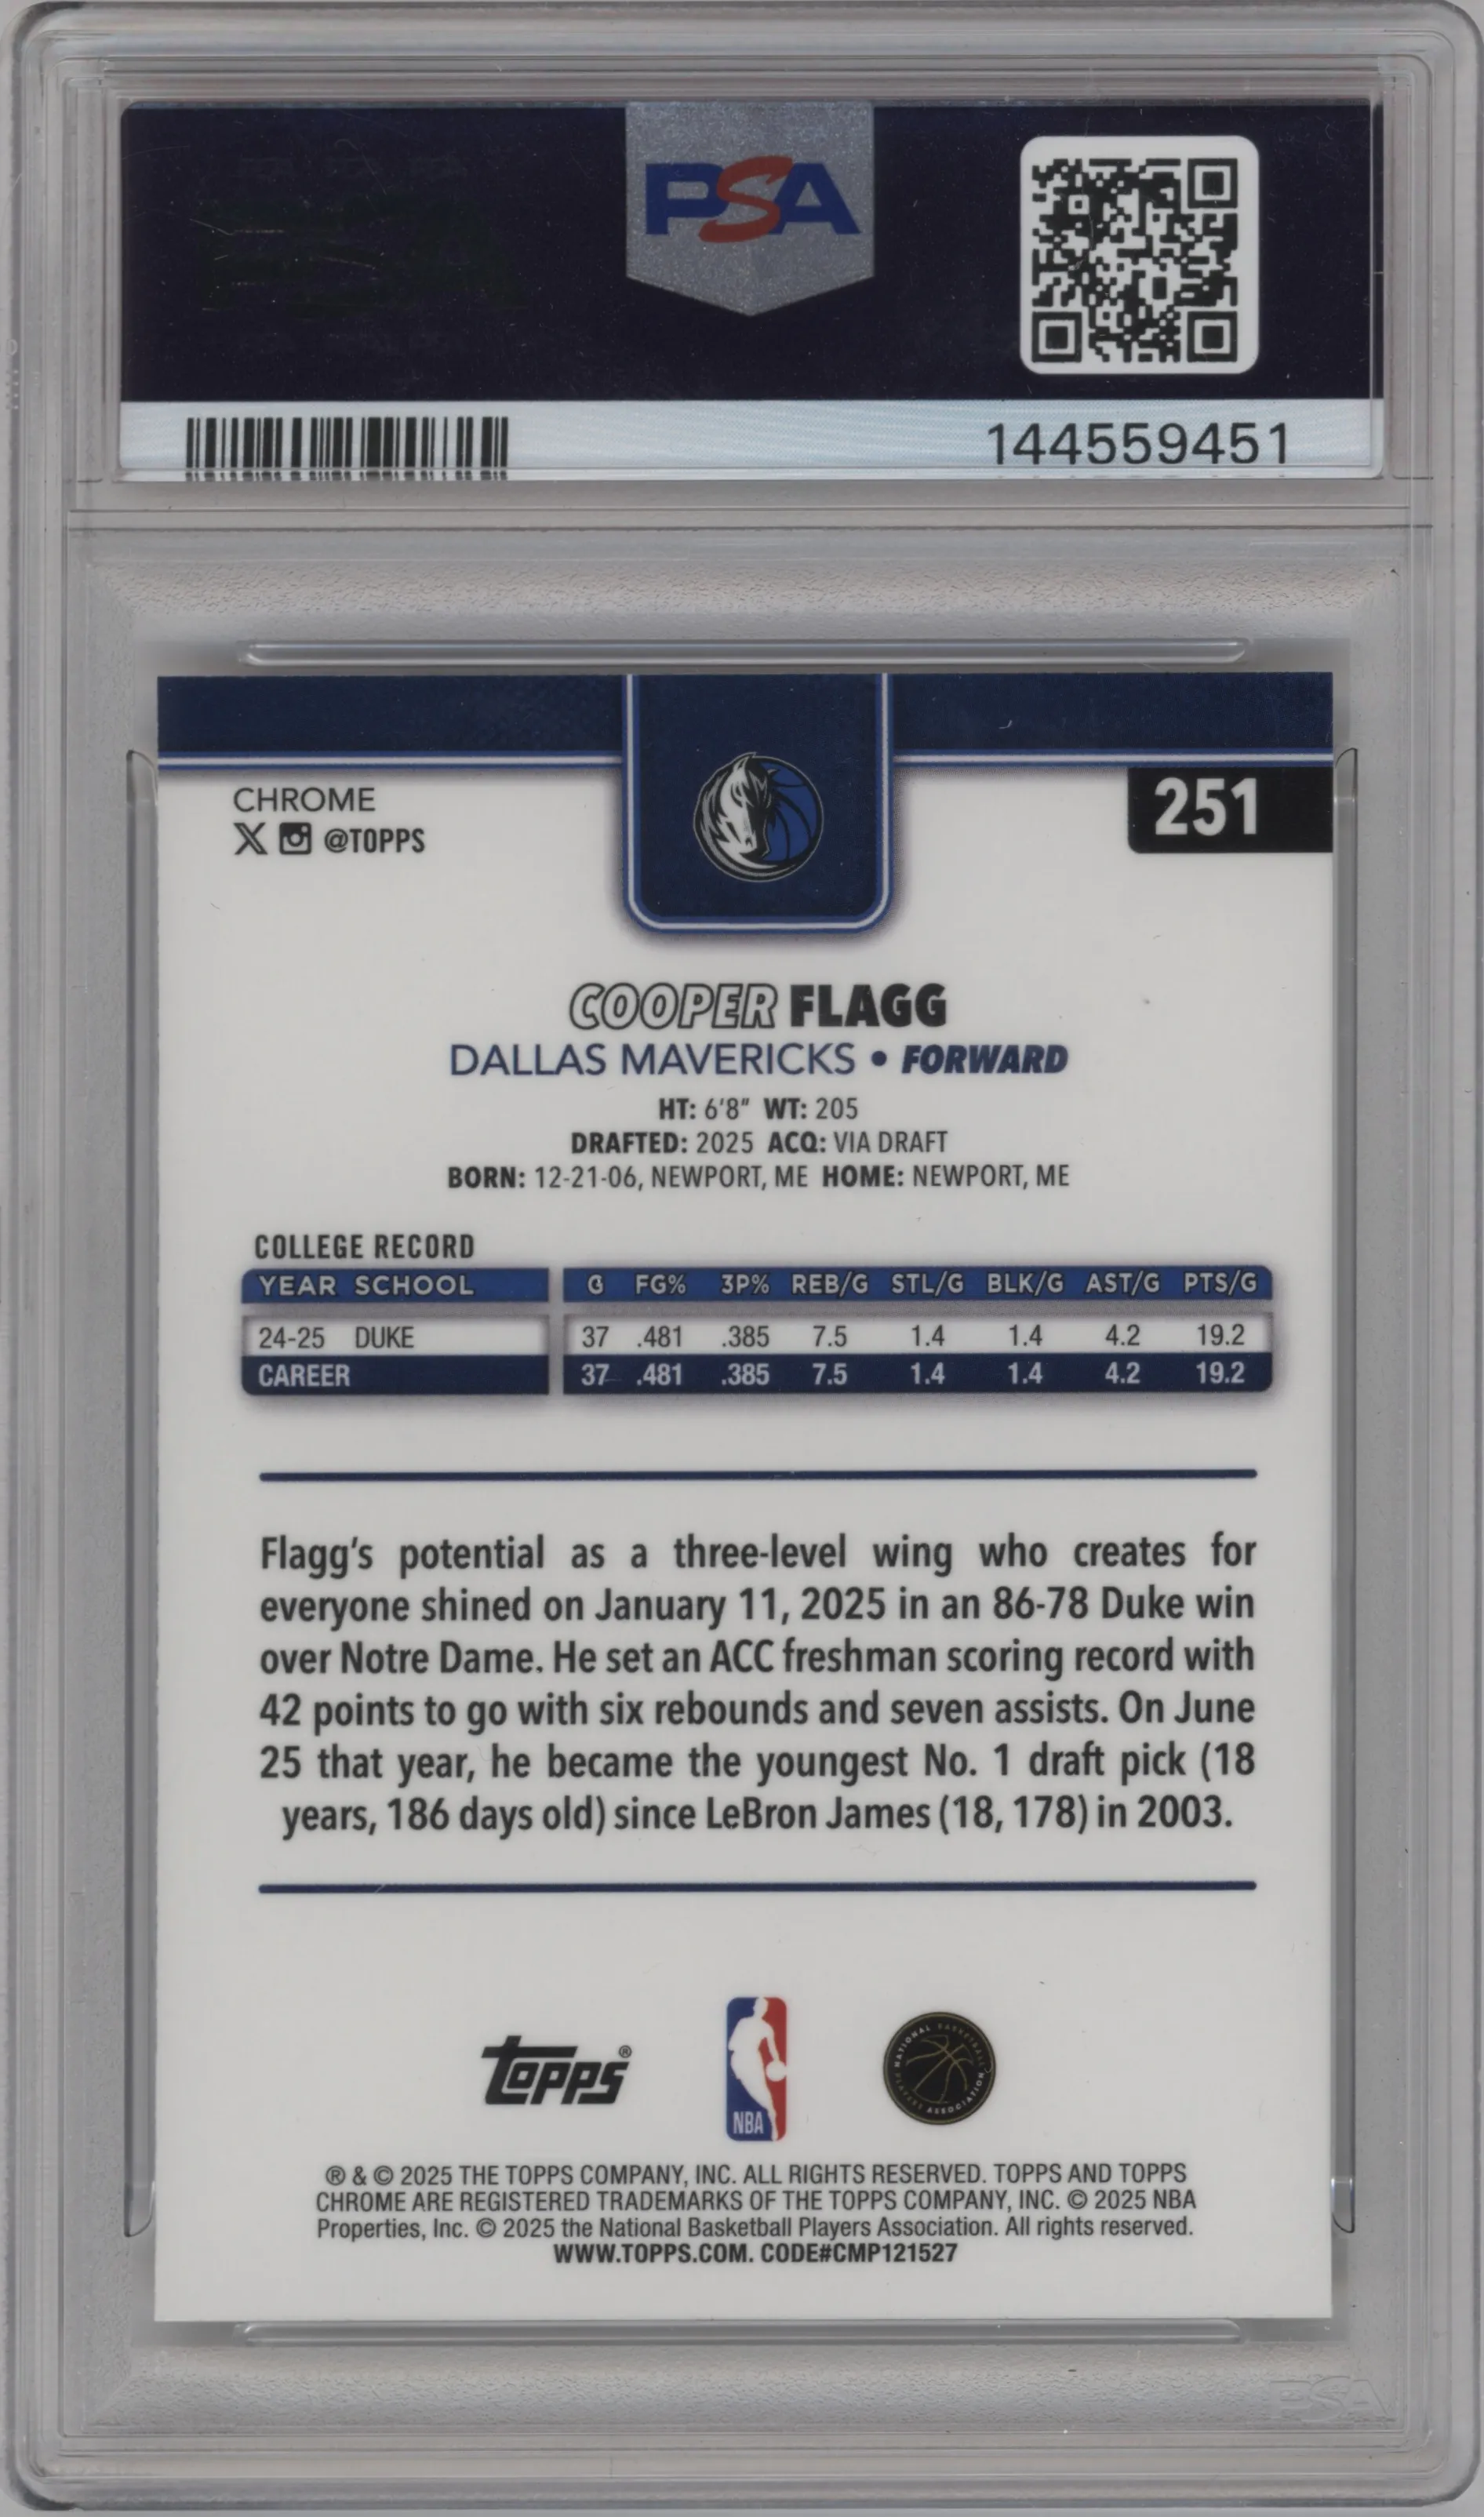 PSA
144559451
CHROME
251
@TOPPS
COOPER FLAGG
DALLAS MAVERICKS • FORWARD
HT: 6'8" WT: 205
DRAFTED: 2025 ACQ: VIA DRAFT
BORN: 12-21-06, NEWPORT, ME HOME: NEWPORT, ME
COLLEGE RECORD
YEAR SCHOOL G FG% 3P% REB/G STL/G BLK/G AST/G PTS/G
24-25 DUKE 37 .481 .385 7.5 1.4 1.4 4.2 19.2
CAREER 37 .481 .385 7.5 1.4 1.4 4.2 19.2
Flagg's potential as a three-level wing who creates for
everyone shined on January 11, 2025 in an 86-78 Duke win
over Notre Dame. He set an ACC freshman scoring record with
42 points to go with six rebounds and seven assists. On June
25 that year, he became the youngest No. 1 draft pick (18
years, 186 days old) since LeBron James (18, 178) in 2003.
topps®
NBA
NATIONAL BASKETBALL PLAYERS ASSOCIATION
® & © 2025 THE TOPPS COMPANY, INC. ALL RIGHTS RESERVED. TOPPS AND TOPPS
CHROME ARE REGISTERED TRADEMARKS OF THE TOPPS COMPANY, INC. © 2025 NBA
Properties, Inc. © 2025 the National Basketball Players Association. All rights reserved.
WWW.TOPPS.COM. CODE#CMP121527
PSA